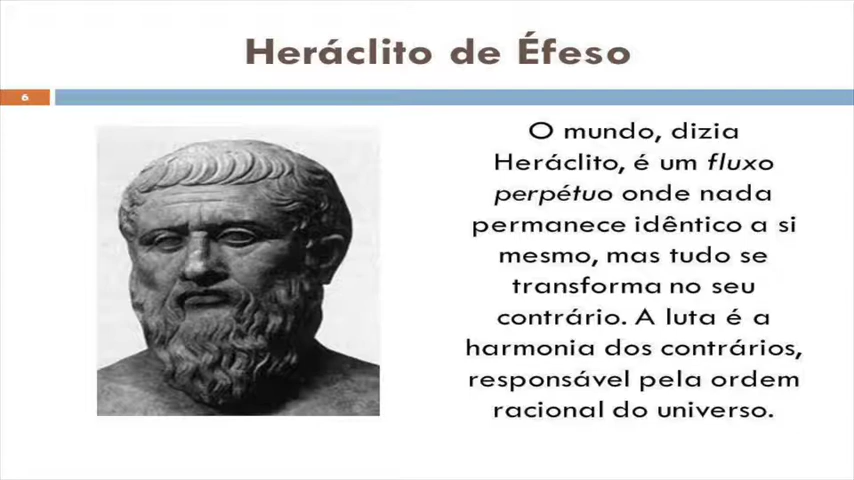 Heráclito de Éfeso
6
O mundo, dizia
Heráclito, é um fluxo
perpétuo onde nada
permanece idêntico a si
mesmo, mas tudo se
transforma no seu
contrário. A luta é a
harmonia dos contrários,
responsável pela ordem
racional do universo.